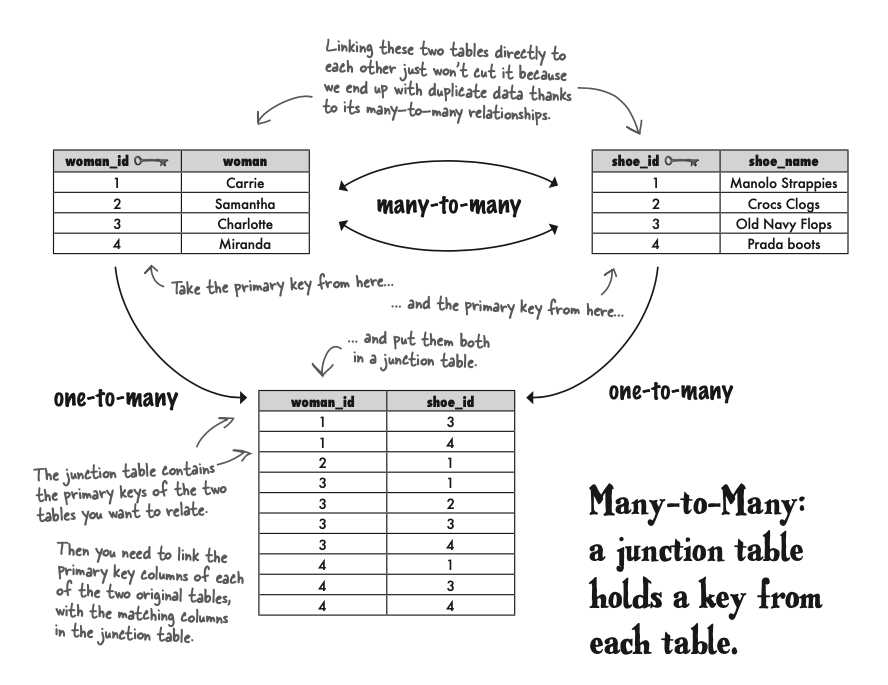 Linking these two tables directly to
each other just won't cut it because
we end up with duplicate data thanks
to its many-to-many relationships.
woman_id woman
1 Carrie
2 Samantha
3 Charlotte
4 Miranda
many-to-many
shoe_id shoe_name
1 Manolo Strappies
2 Crocs Clogs
3 Old Navy Flops
4 Prada boots
Take the primary key from here...
... and the primary key from here...
... and put them both
in a junction table.
one-to-many
one-to-many
woman_id shoe_id
1 3
1 4
2 1
3 1
3 2
3 3
3 4
4 1
4 3
4 4
The junction table contains
the primary keys of the two
tables you want to relate.
Then you need to link the
primary key columns of each
of the two original tables,
with the matching columns
in the junction table.
Many-to-Many:
a junction table
holds a key from
each table.